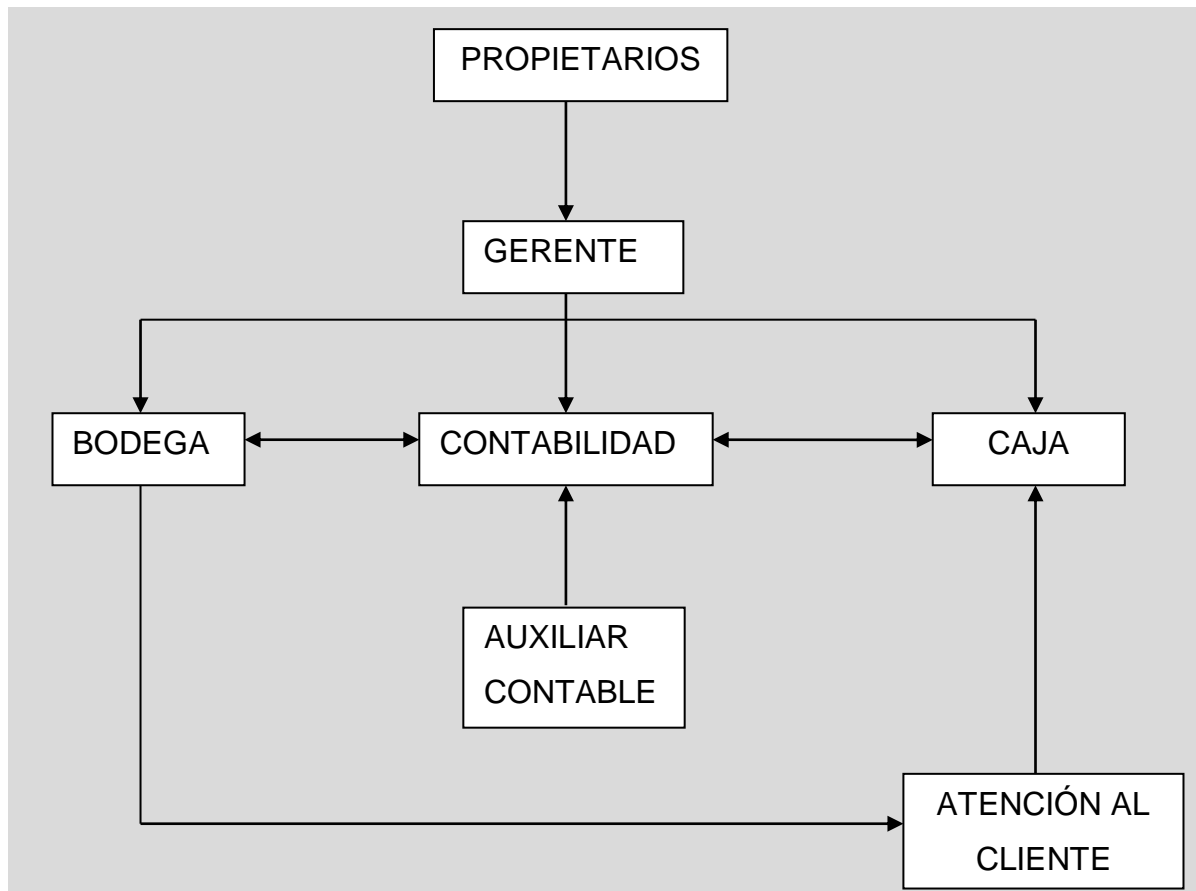 PROPIETARIOS
GERENTE
BODEGA
CONTABILIDAD
CAJA
AUXILIAR
CONTABLE
ATENCIÓN AL
CLIENTE